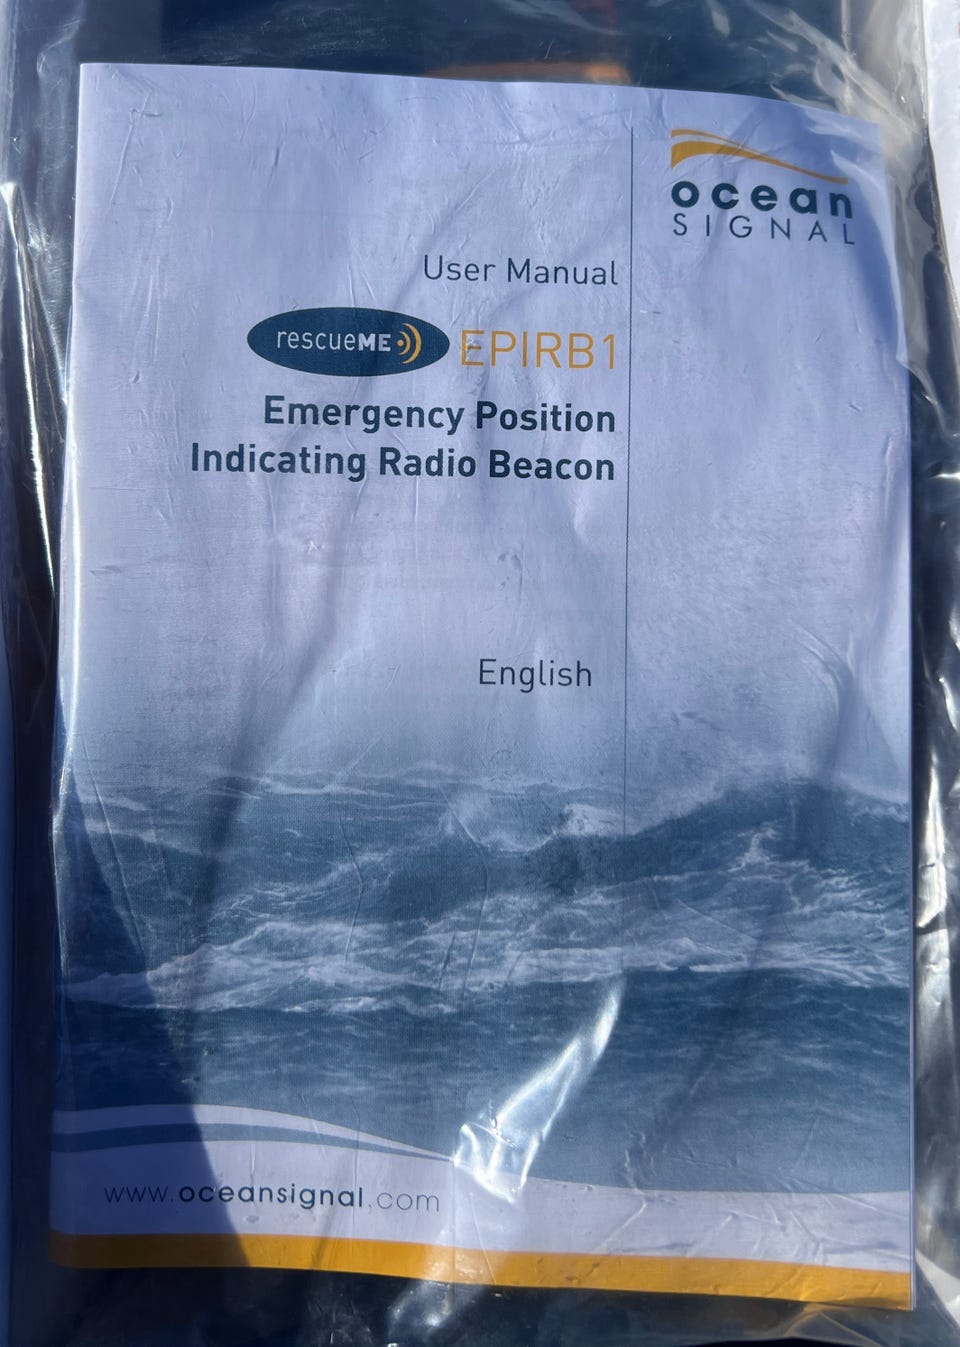 ocean
SIGNAL
User Manual
rescueME EPIRB1
Emergency Position
Indicating Radio Beacon
English
www.oceansignal.com